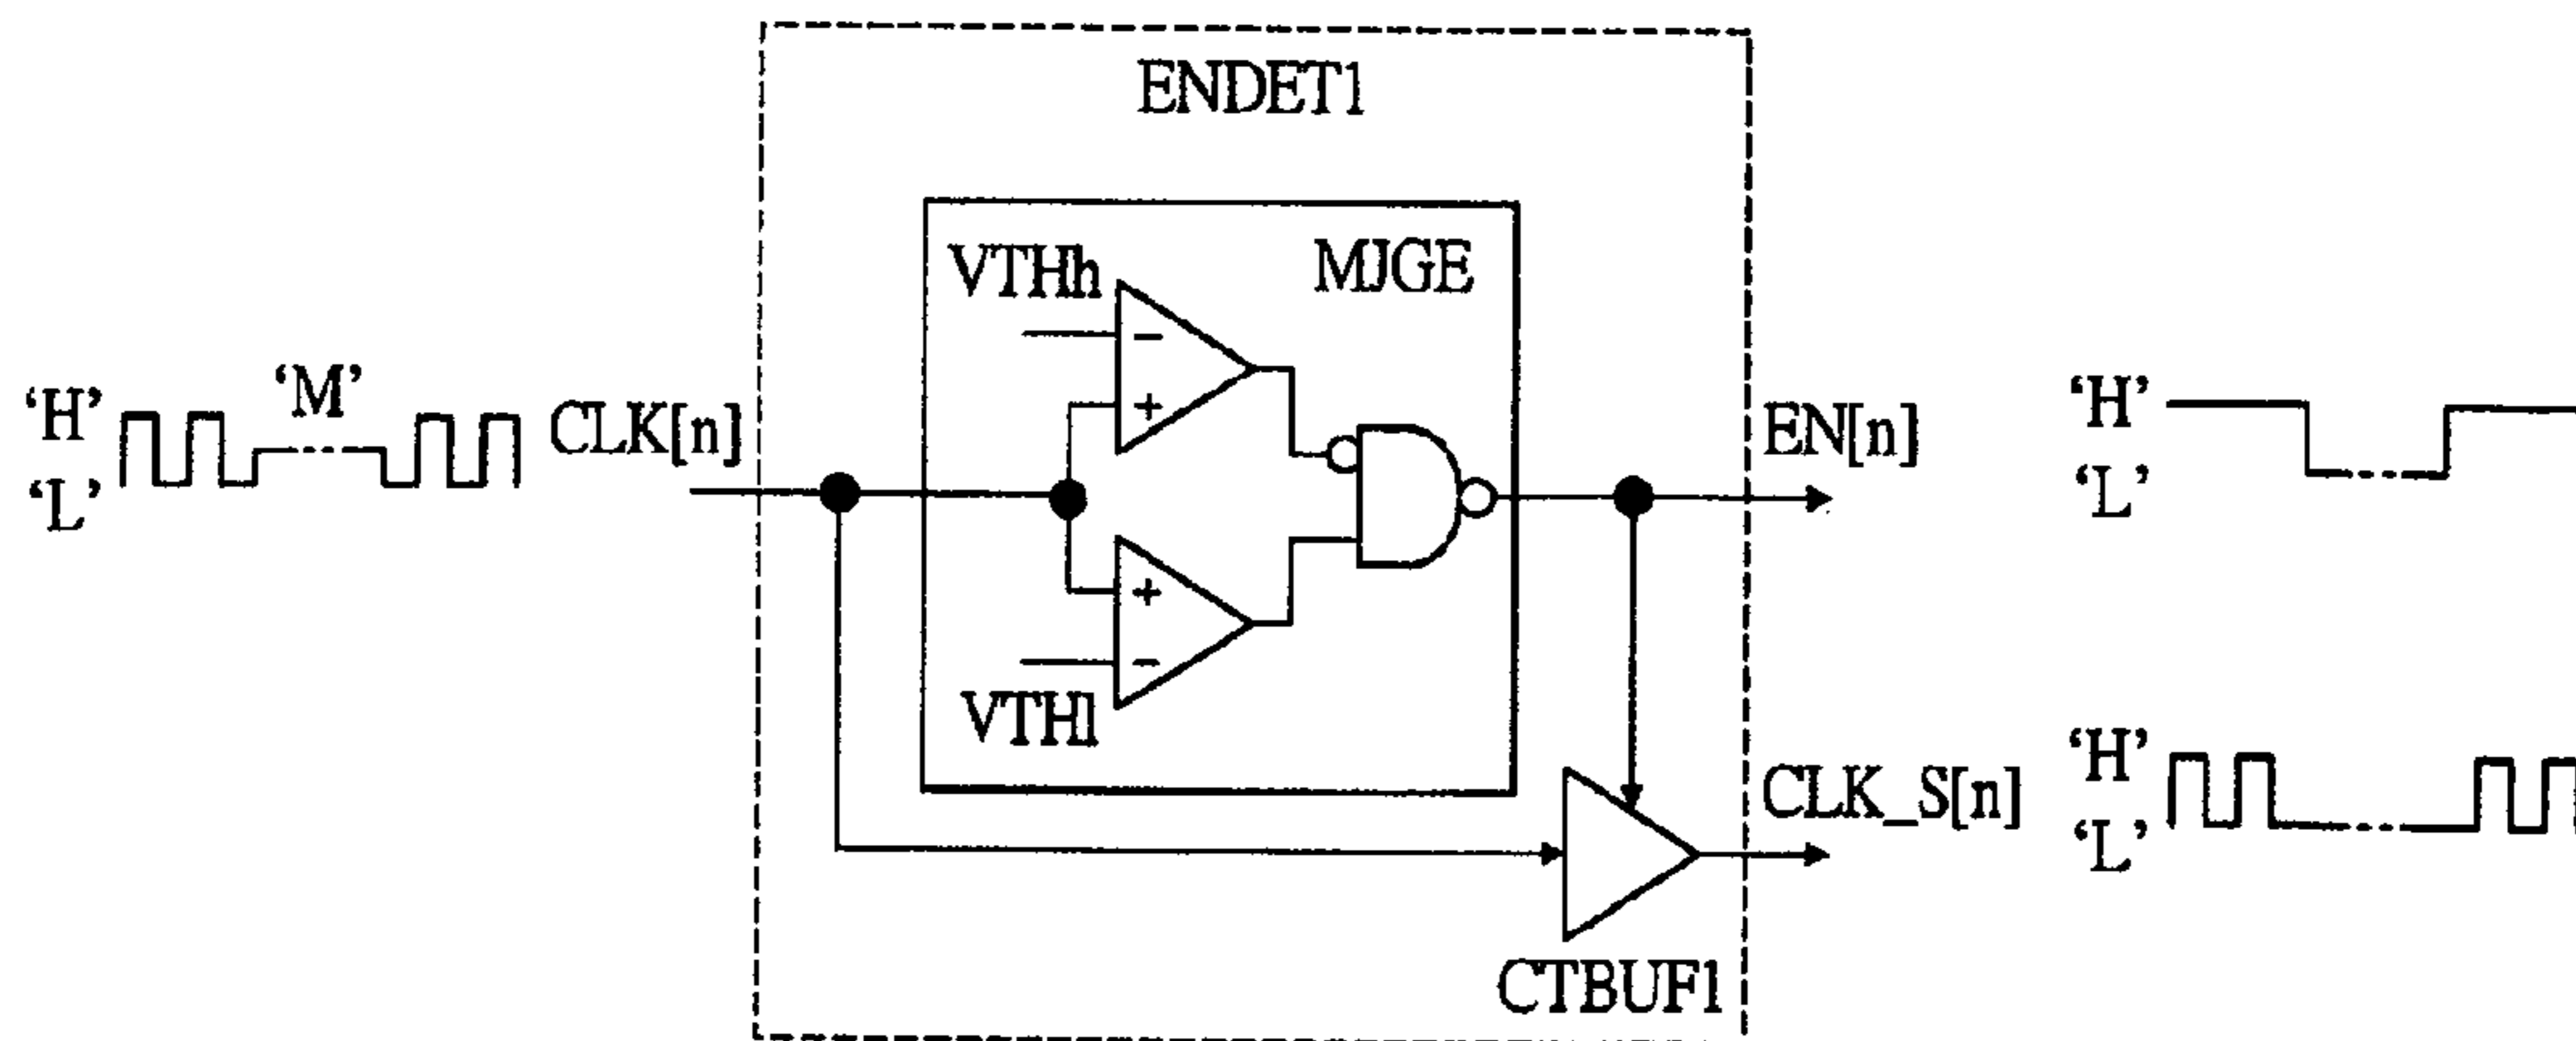 ENDET1
VTHh
MJGE
'H'
'M'
'L'
CLK[n]
−
+
+
−
VTHl
EN[n]
'H'
'L'
CLK_S[n]
'H'
'L'
CTBUF1